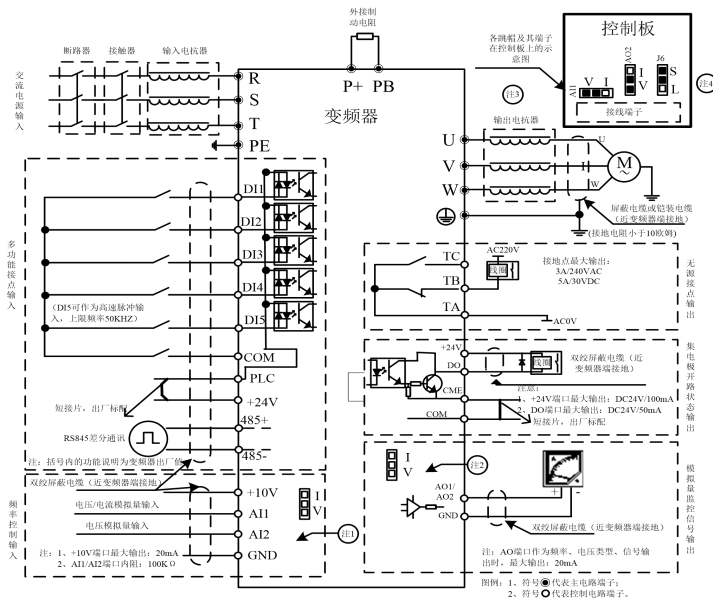 外接制
动电阻
断路器
接触器
输入电抗器
交流电源输入
R
S
T
PE
P+
PB
变频器
各跳帽及其端子
在控制板上的示
意图
控制板
AI1
V I
AO2
I
V
J6
S
L
接线端子
注4
注3
输出电抗器
U
V
W
U
W
M
~
屏蔽电缆或铠装电缆
(近变频器端接地)
(接地电阻小于10欧姆)
多功能接点输入
DI1
DI2
DI3
DI4
DI5
(DI5可作为高速脉冲输
入,上限频率50KHZ)
COM
PLC
+24V
短接片,出厂标配
485+
485-
RS845差分通讯
注:括号内的功能说明为变频器出厂值
TC
TB
TA
AC220V
线圈
AC0V
接地点最大输出:
3A/240VAC
5A/30VDC
无源接点输出
+24V
DO
CME
COM
线圈
双绞屏蔽电缆(近
变频器端接地)
注意:
1、+24V端口最大输出:DC24V/100mA
2、DO端口最大输出:DC24V/50mA
短接片,出厂标配
集电极开路状态输出
频率控制输入
双绞屏蔽电缆(近变频器端接地)
+10V
电压/电流模拟量输入
AI1
电压模拟量输入
AI2
GND
I
V
注1
注:1、+10V端口最大输出:20mA
2、AI1/AI2端口内阻:100KΩ
I
V
注2
AO1/
AO2
GND
+
-
双绞屏蔽电缆(近变频器端接地)
注:AO端口作为频率、电压类型、信号输
出时,最大输出:20mA
模拟量监控信号输出
图例:1、符号代表主电路端子;
2、符号代表控制电路端子。